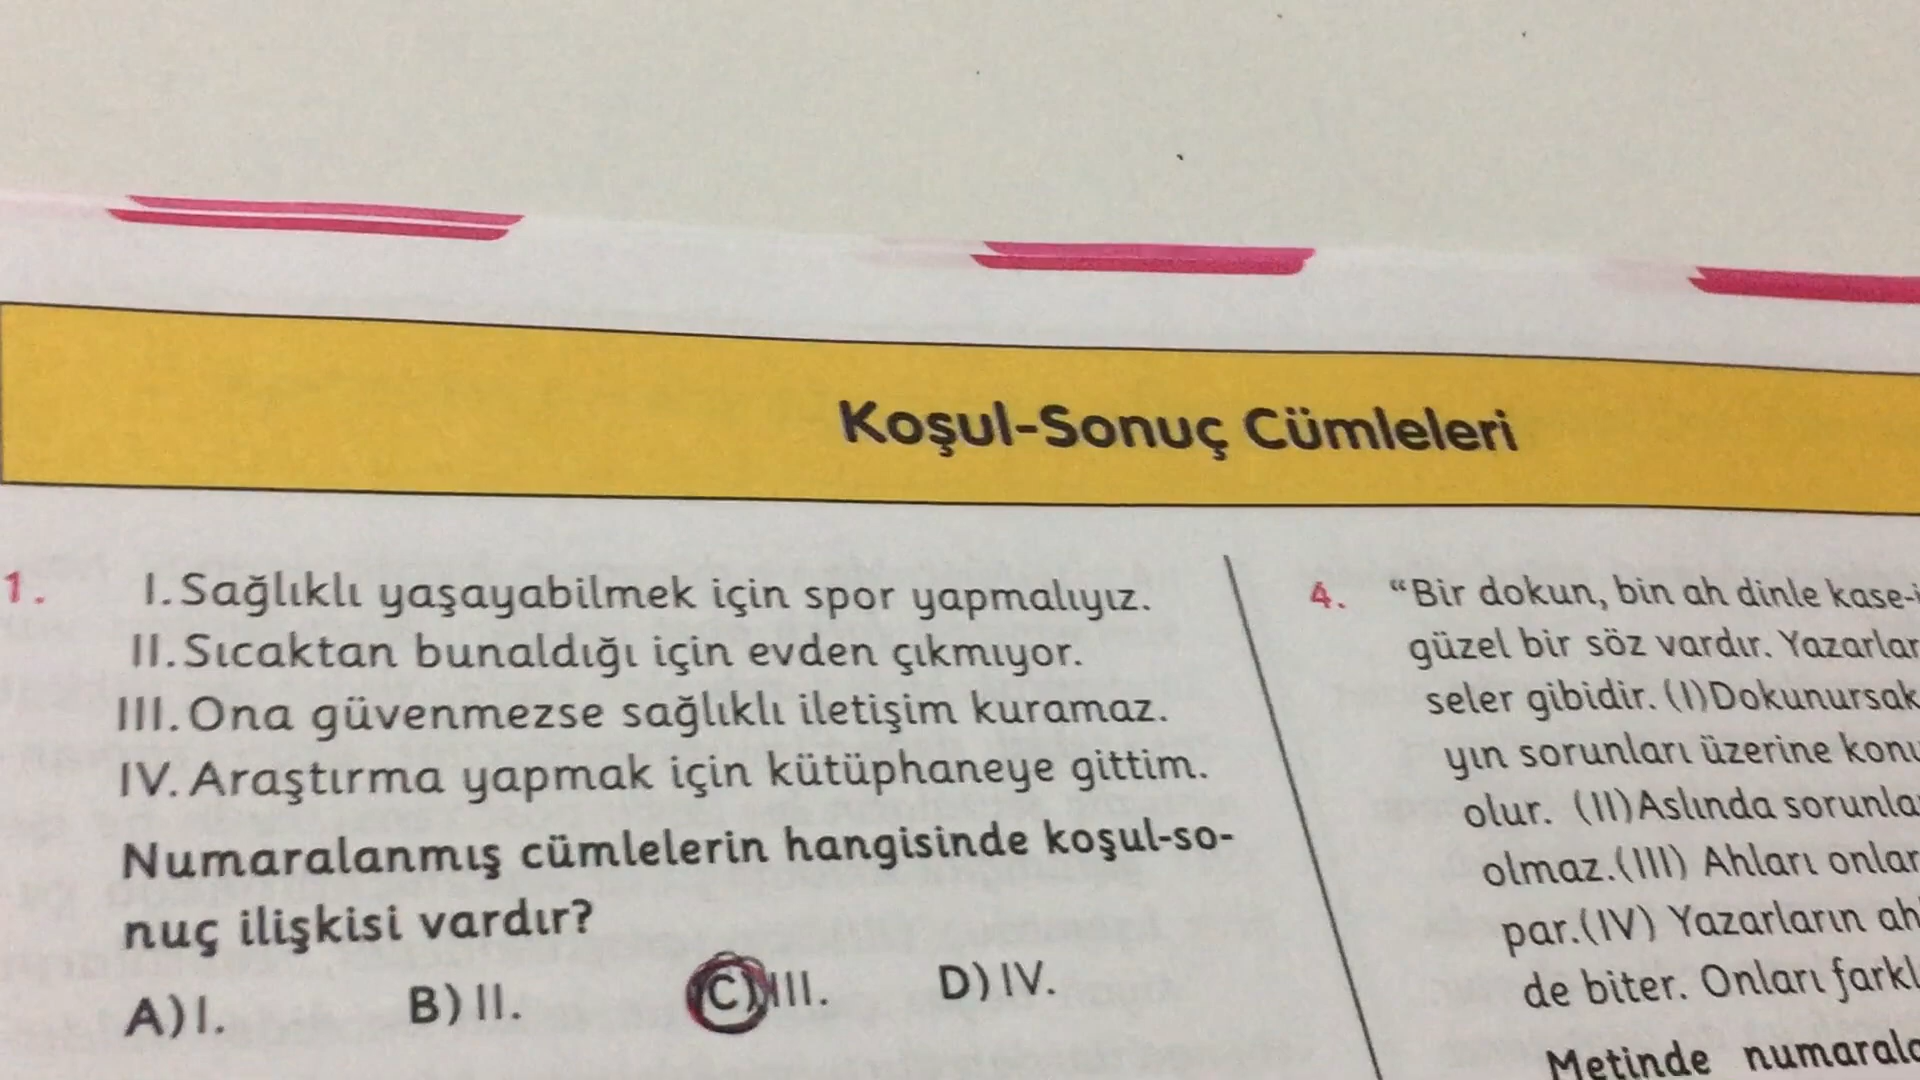 Koşul-Sonuç Cümleleri
1. I. Sağlıklı yaşayabilmek için spor yapmalıyız.
II. Sıcaktan bunaldığı için evden çıkmıyor.
III. Ona güvenmezse sağlıklı iletişim kuramaz.
IV. Araştırma yapmak için kütüphaneye gittim.
Numaralanmış cümlelerin hangisinde koşul-so-
nuç ilişkisi vardır?
A) I. B) II. C) III. D) IV.
4. “Bir dokun, bin ah dinle kase-i
güzel bir söz vardır. Yazarlar
seler gibidir. (I)Dokunursak
yın sorunları üzerine konu
olur. (II)Aslında sorunla
olmaz.(III) Ahları onlar
par.(IV) Yazarların ah
de biter. Onları farkl
Metinde numarala